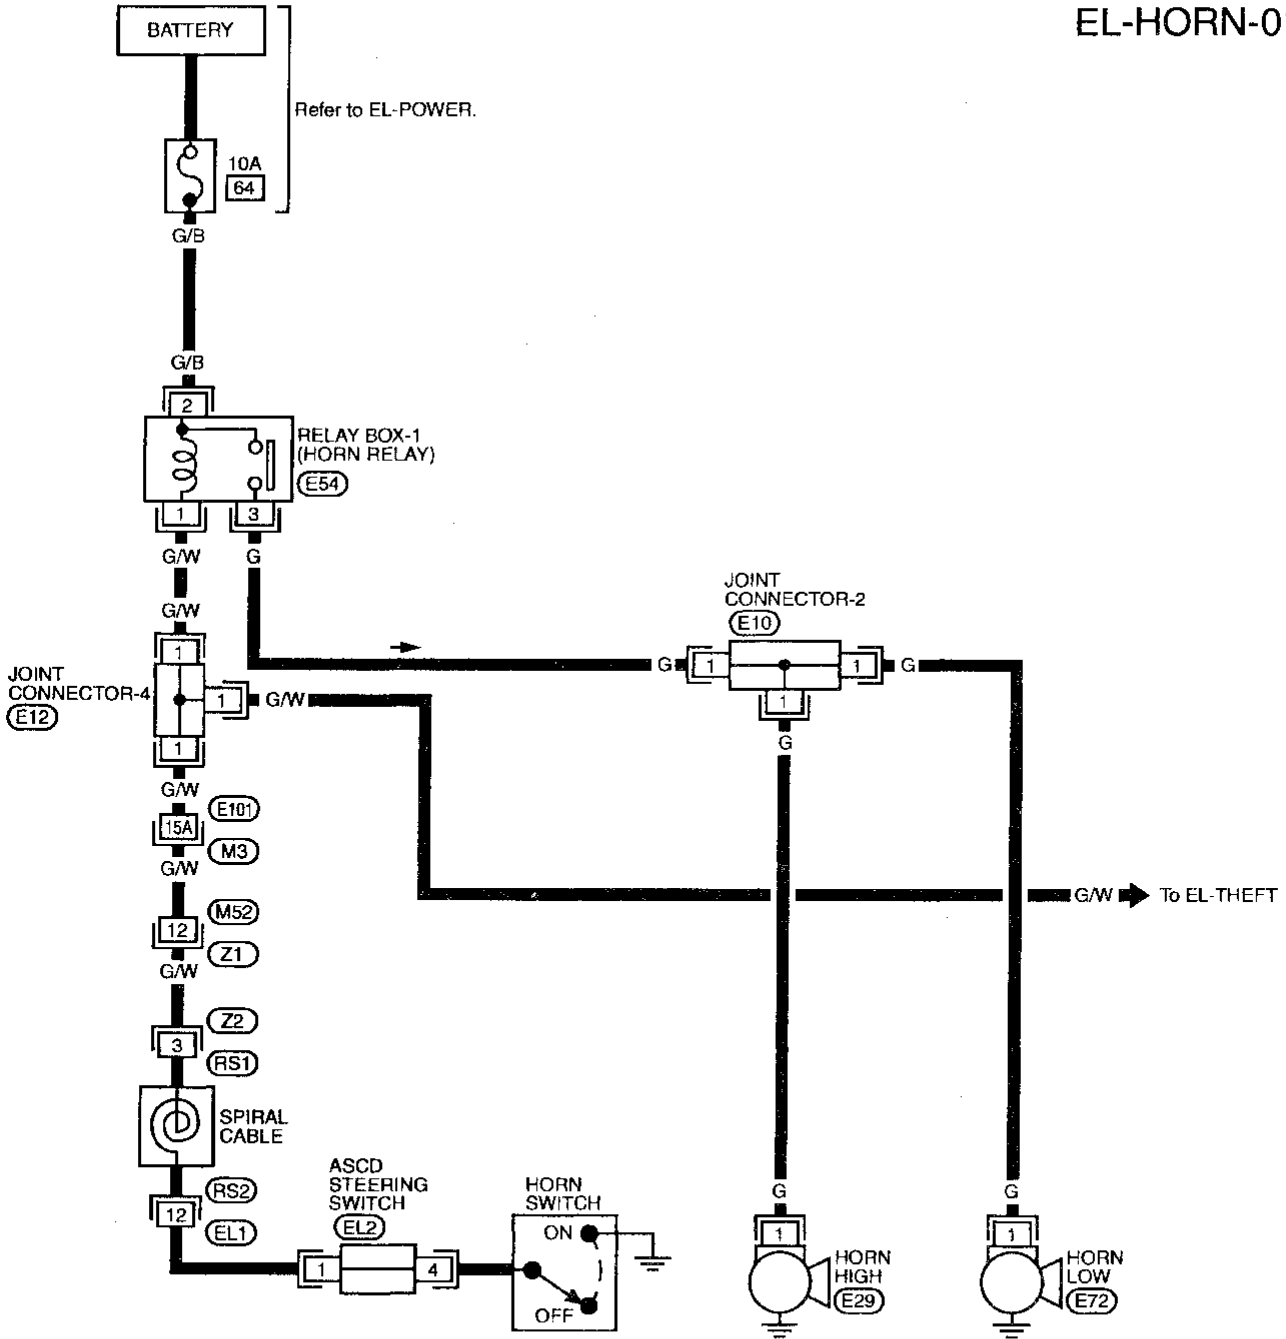 EL-HORN-0
BATTERY
Refer to EL-POWER.
10A
64
G/B
G/B
2
RELAY BOX-1
(HORN RELAY)
E54
1
3
G/W
G
G/W
JOINT
CONNECTOR-2
E10
1
G
1
1
G
JOINT
CONNECTOR-4
E12
1
G/W
1
G
1
G/W
E101
15A
M3
G/W
G/W
To EL-THEFT
M52
12
Z1
G/W
Z2
3
RS1
SPIRAL
CABLE
RS2
12
EL1
ASCD
STEERING
SWITCH
EL2
1
4
HORN
SWITCH
ON
OFF
G
1
HORN
HIGH
E29
G
1
HORN
LOW
E72